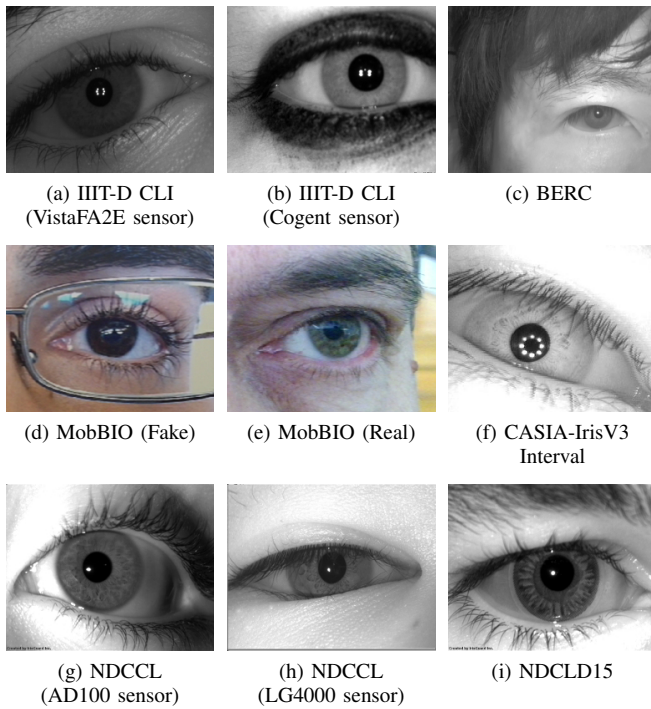 (a) IIIT-D CLI
(VistaFA2E sensor)
(b) IIIT-D CLI
(Cogent sensor)
(c) BERC
(d) MobBIO (Fake)
(e) MobBIO (Real)
(f) CASIA-IrisV3
Interval
(g) NDCCL
(AD100 sensor)
(h) NDCCL
(LG4000 sensor)
(i) NDCLD15